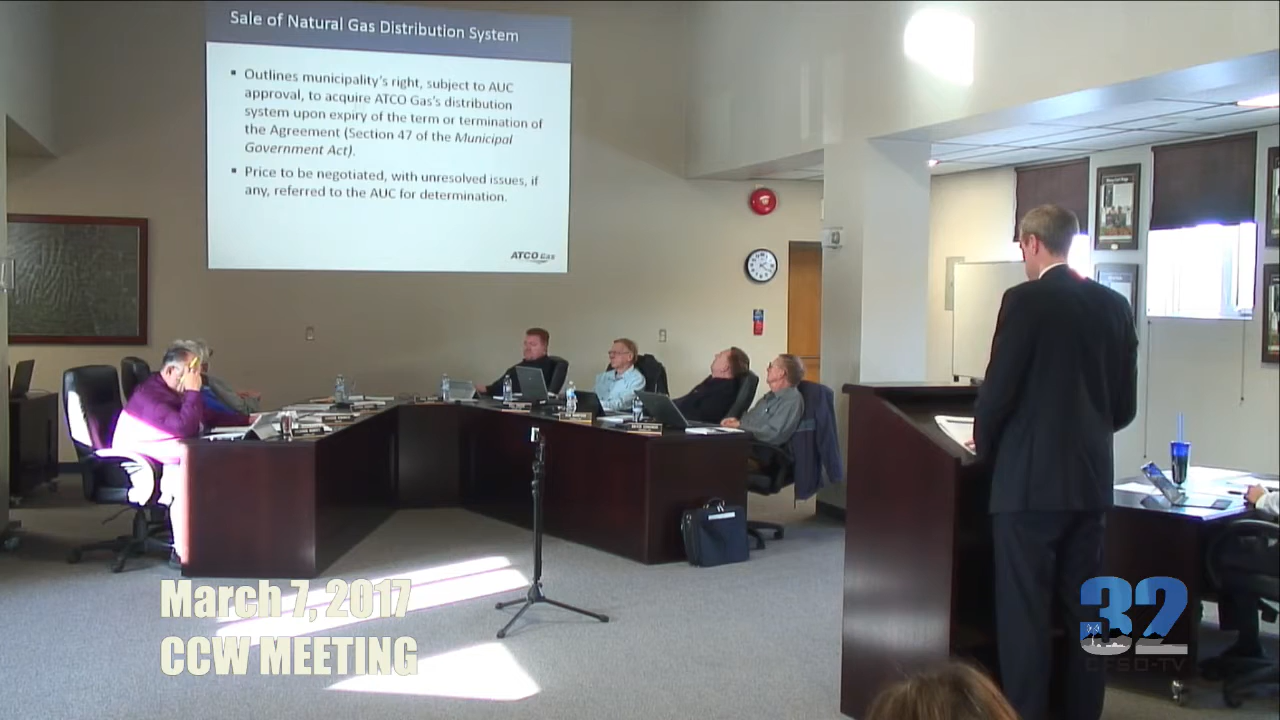 Sale of Natural Gas Distribution System
▪ Outlines municipality's right, subject to AUC
approval, to acquire ATCO Gas's distribution
system upon expiry of the term or termination of
the Agreement (Section 47 of the Municipal
Government Act).
▪ Price to be negotiated, with unresolved issues, if
any, referred to the AUC for determination.
ATCO Gas
March 7, 2017
CCW MEETING
32
CFSO-TV